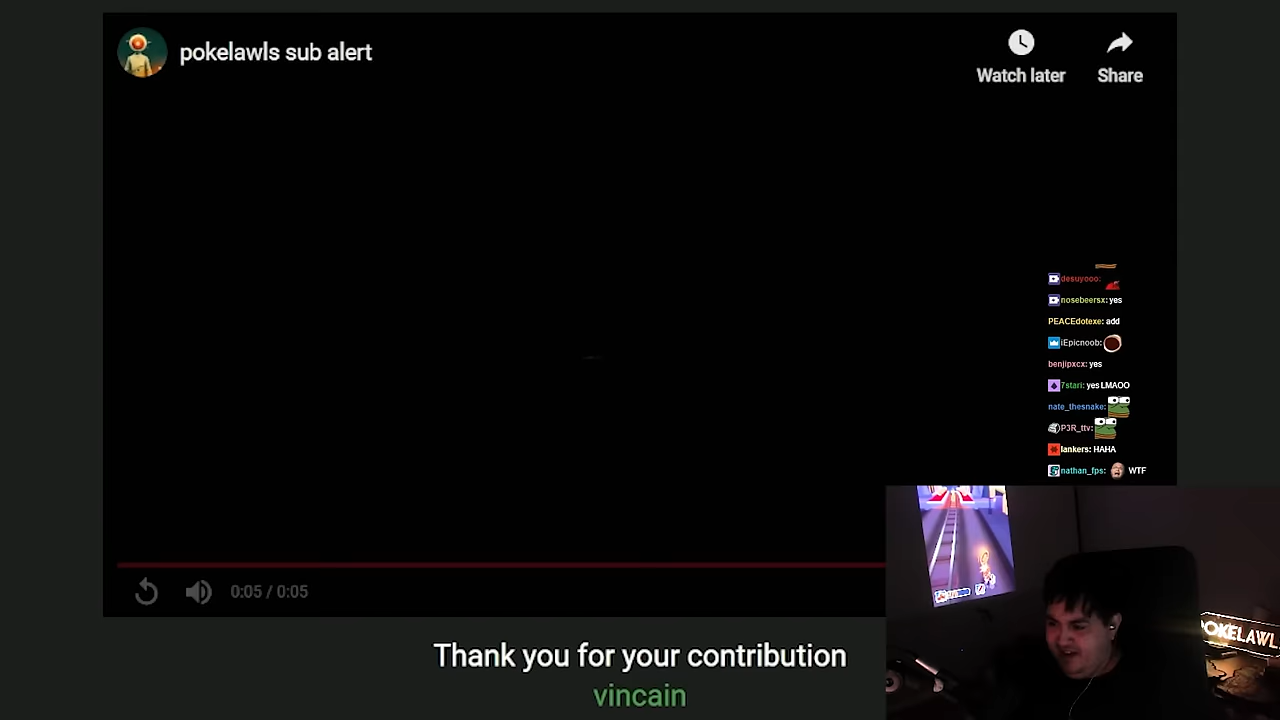 pokelawls sub alert
Watch later
Share
desuyooo:
nosebeersx: yes
PEACEdotexe: add
iEpicnoob:
benjipxcx: yes
7stari: yes LMAOO
nate_thesnake:
P3R_ttv:
lankers: HAHA
nathan_fps: WTF
0:05 / 0:05
POKELAWL
Thank you for your contribution
vincain